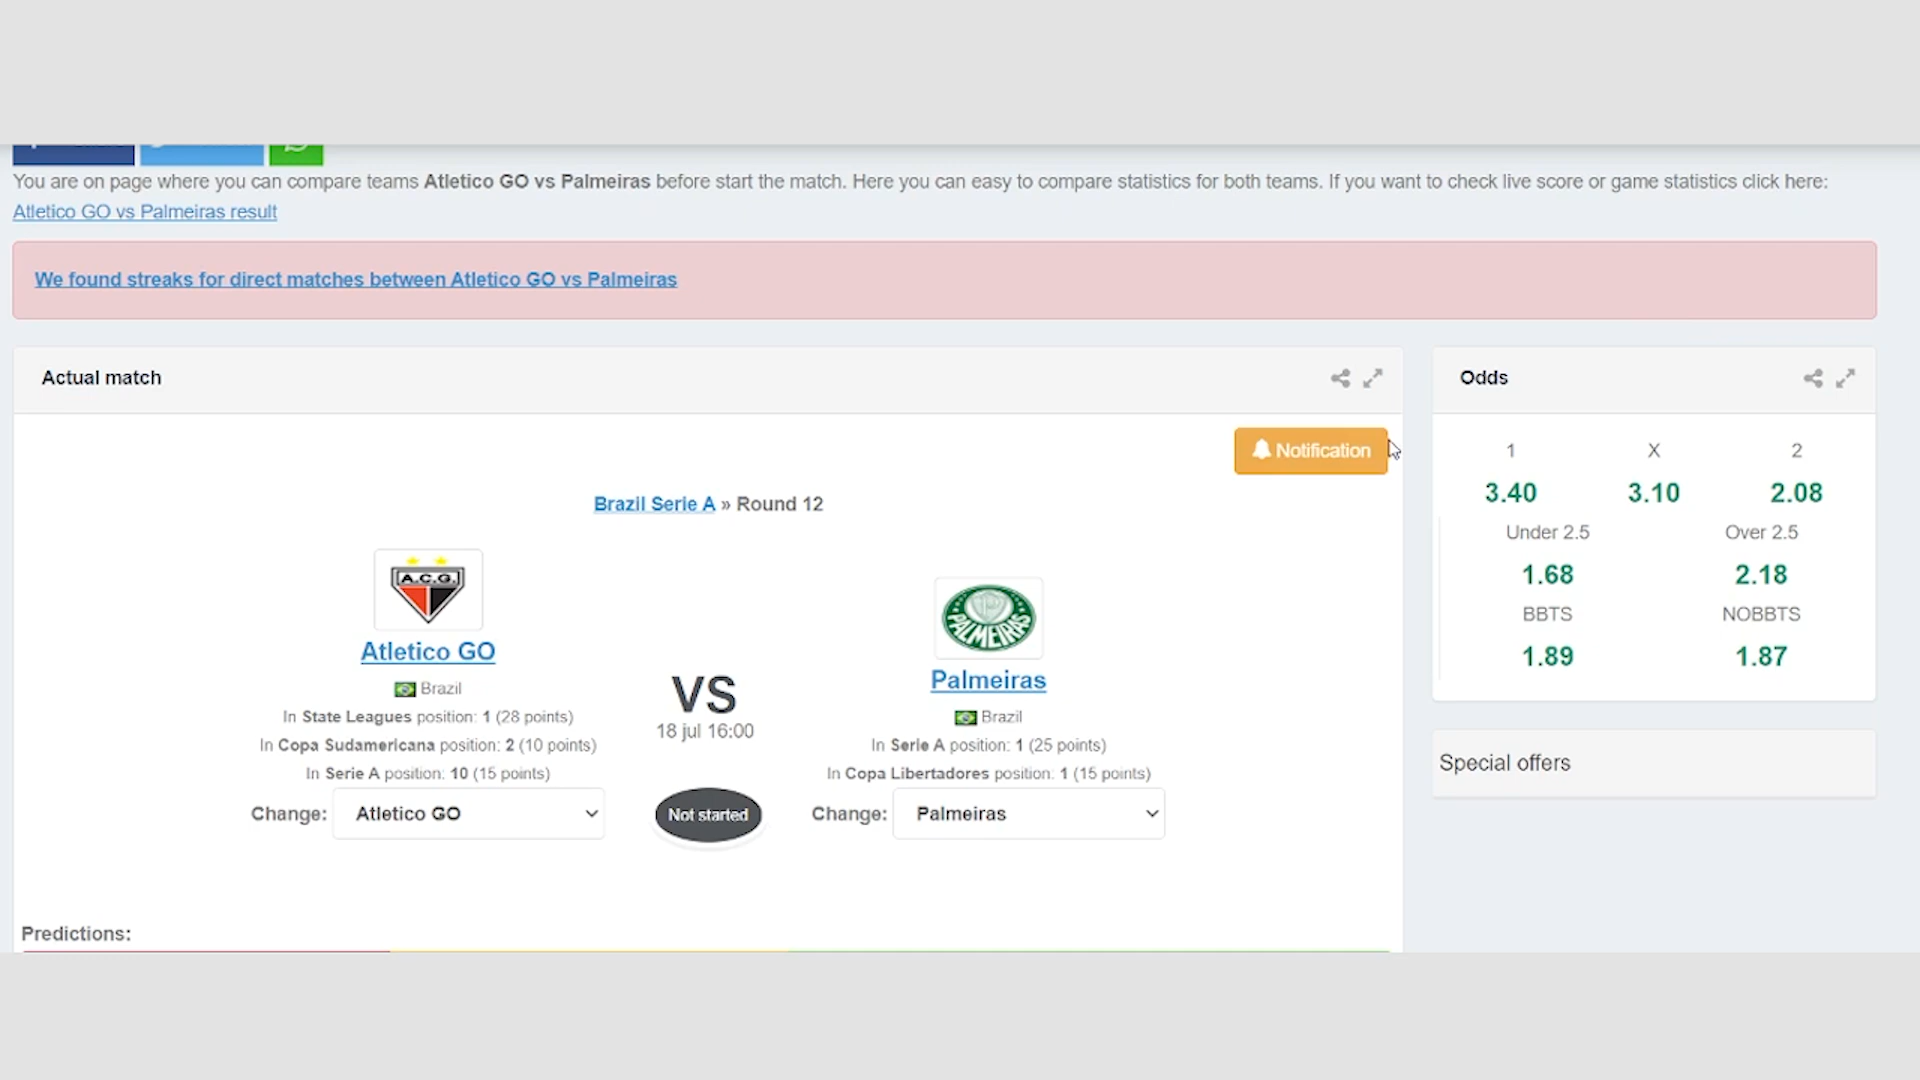 You are on page where you can compare teams Atletico GO vs Palmeiras before start the match. Here you can easy to compare statistics for both teams. If you want to check live score or game statistics click here:
Atletico GO vs Palmeiras result
We found streaks for direct matches between Atletico GO vs Palmeiras
Actual match
Notification
Brazil Serie A » Round 12
A.C.G.
Atletico GO
Brazil
In State Leagues position: 1 (28 points)
In Copa Sudamericana position: 2 (10 points)
In Serie A position: 10 (15 points)
Change: Atletico GO
VS
18 jul 16:00
Not started
PALMEIRAS
Palmeiras
Brazil
In Serie A position: 1 (25 points)
In Copa Libertadores position: 1 (15 points)
Change: Palmeiras
Predictions:
Odds
1 X 2
3.40 3.10 2.08
Under 2.5 Over 2.5
1.68 2.18
BBTS NOBBTS
1.89 1.87
Special offers